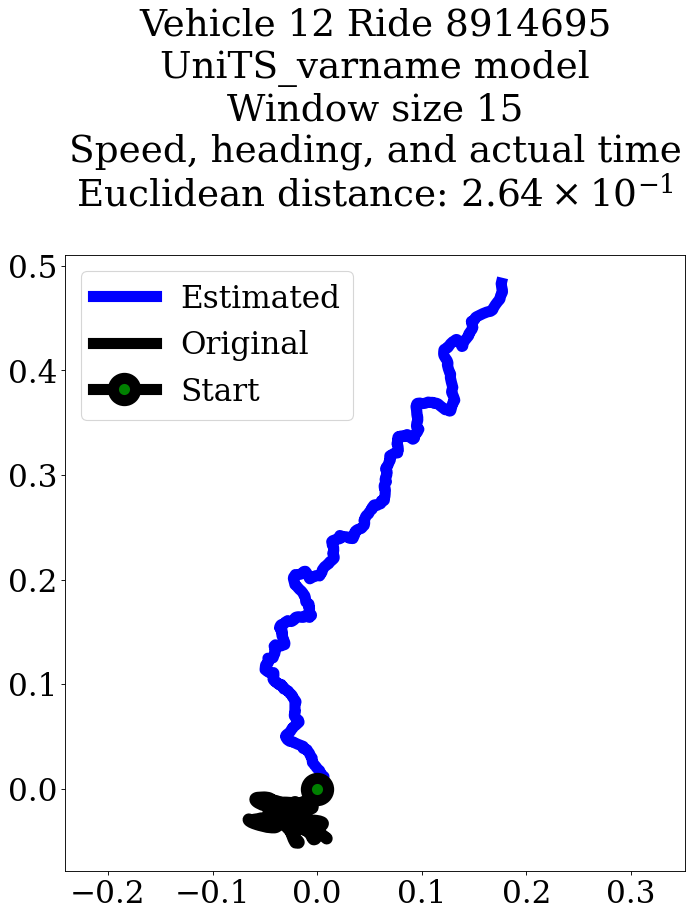 Vehicle 12 Ride 8914695
UniTS_varname model
Window size 15
Speed, heading, and actual time
Euclidean distance: 2.64 × 10⁻¹
Estimated
Original
Start
0.5
0.4
0.3
0.2
0.1
0.0
−0.2 −0.1 0.0 0.1 0.2 0.3